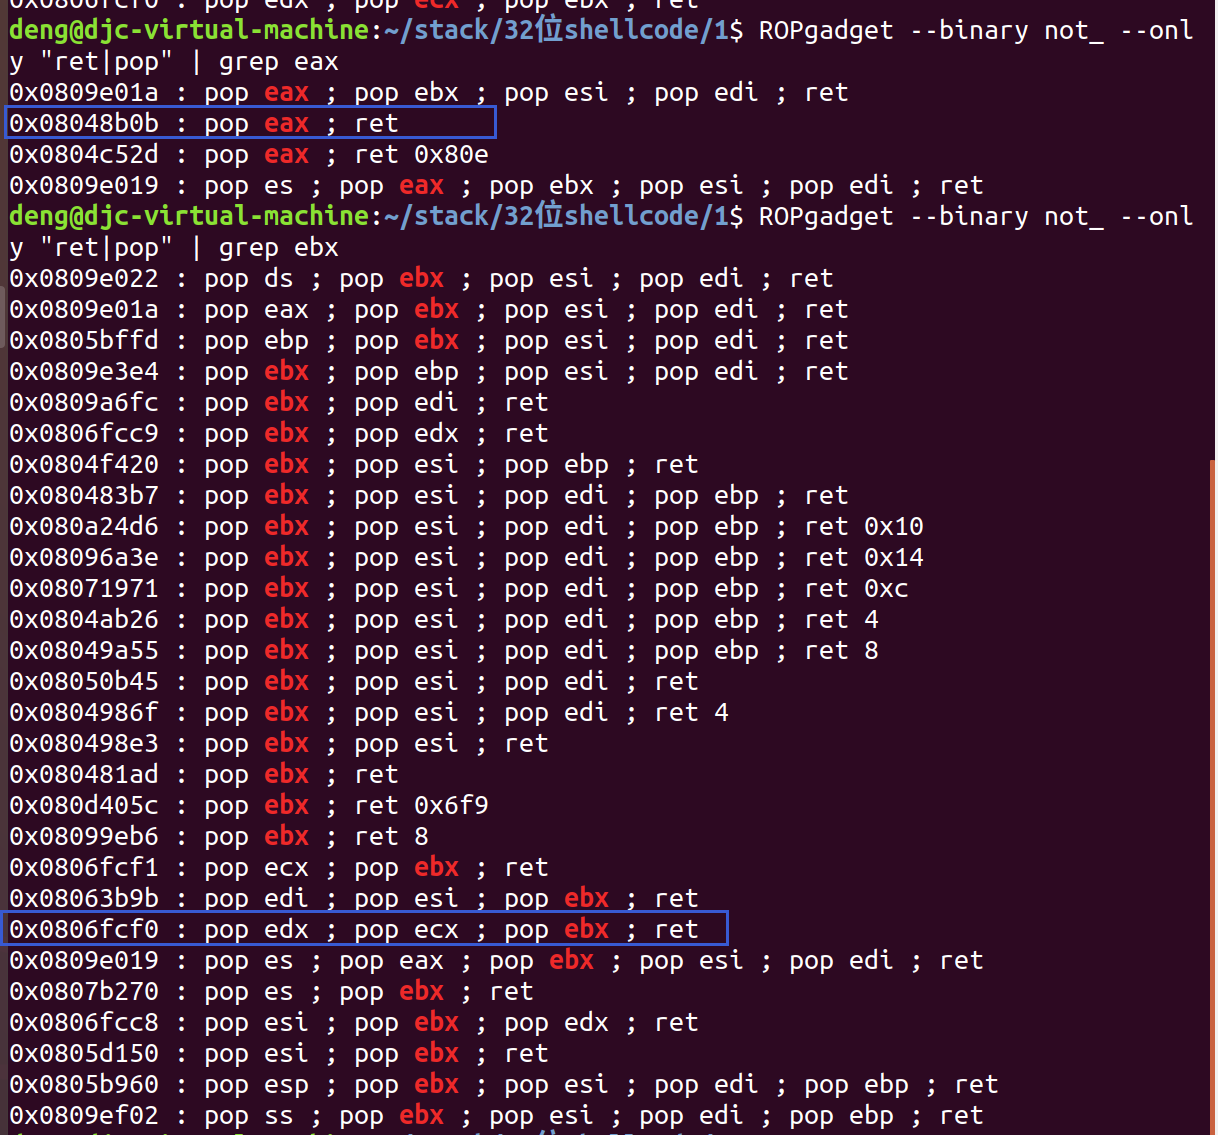 0x0806fcf0 : pop edx ; pop ecx ; pop ebx ; ret
deng@djc-virtual-machine:~/stack/32位shellcode/1$ ROPgadget --binary not_ --onl
y "ret|pop" | grep eax
0x0809e01a : pop eax ; pop ebx ; pop esi ; pop edi ; ret
0x08048b0b : pop eax ; ret
0x0804c52d : pop eax ; ret 0x80e
0x0809e019 : pop es ; pop eax ; pop ebx ; pop esi ; pop edi ; ret
deng@djc-virtual-machine:~/stack/32位shellcode/1$ ROPgadget --binary not_ --onl
y "ret|pop" | grep ebx
0x0809e022 : pop ds ; pop ebx ; pop esi ; pop edi ; ret
0x0809e01a : pop eax ; pop ebx ; pop esi ; pop edi ; ret
0x0805bffd : pop ebp ; pop ebx ; pop esi ; pop edi ; ret
0x0809e3e4 : pop ebx ; pop ebp ; pop esi ; pop edi ; ret
0x0809a6fc : pop ebx ; pop edi ; ret
0x0806fcc9 : pop ebx ; pop edx ; ret
0x0804f420 : pop ebx ; pop esi ; pop ebp ; ret
0x080483b7 : pop ebx ; pop esi ; pop edi ; pop ebp ; ret
0x080a24d6 : pop ebx ; pop esi ; pop edi ; pop ebp ; ret 0x10
0x08096a3e : pop ebx ; pop esi ; pop edi ; pop ebp ; ret 0x14
0x08071971 : pop ebx ; pop esi ; pop edi ; pop ebp ; ret 0xc
0x0804ab26 : pop ebx ; pop esi ; pop edi ; pop ebp ; ret 4
0x08049a55 : pop ebx ; pop esi ; pop edi ; pop ebp ; ret 8
0x08050b45 : pop ebx ; pop esi ; pop edi ; ret
0x0804986f : pop ebx ; pop esi ; pop edi ; ret 4
0x080498e3 : pop ebx ; pop esi ; ret
0x080481ad : pop ebx ; ret
0x080d405c : pop ebx ; ret 0x6f9
0x08099eb6 : pop ebx ; ret 8
0x0806fcf1 : pop ecx ; pop ebx ; ret
0x08063b9b : pop edi ; pop esi ; pop ebx ; ret
0x0806fcf0 : pop edx ; pop ecx ; pop ebx ; ret
0x0809e019 : pop es ; pop eax ; pop ebx ; pop esi ; pop edi ; ret
0x0807b270 : pop es ; pop ebx ; ret
0x0806fcc8 : pop esi ; pop ebx ; pop edx ; ret
0x0805d150 : pop esi ; pop ebx ; ret
0x0805b960 : pop esp ; pop ebx ; pop esi ; pop edi ; pop ebp ; ret
0x0809ef02 : pop ss ; pop ebx ; pop esi ; pop edi ; pop ebp ; ret